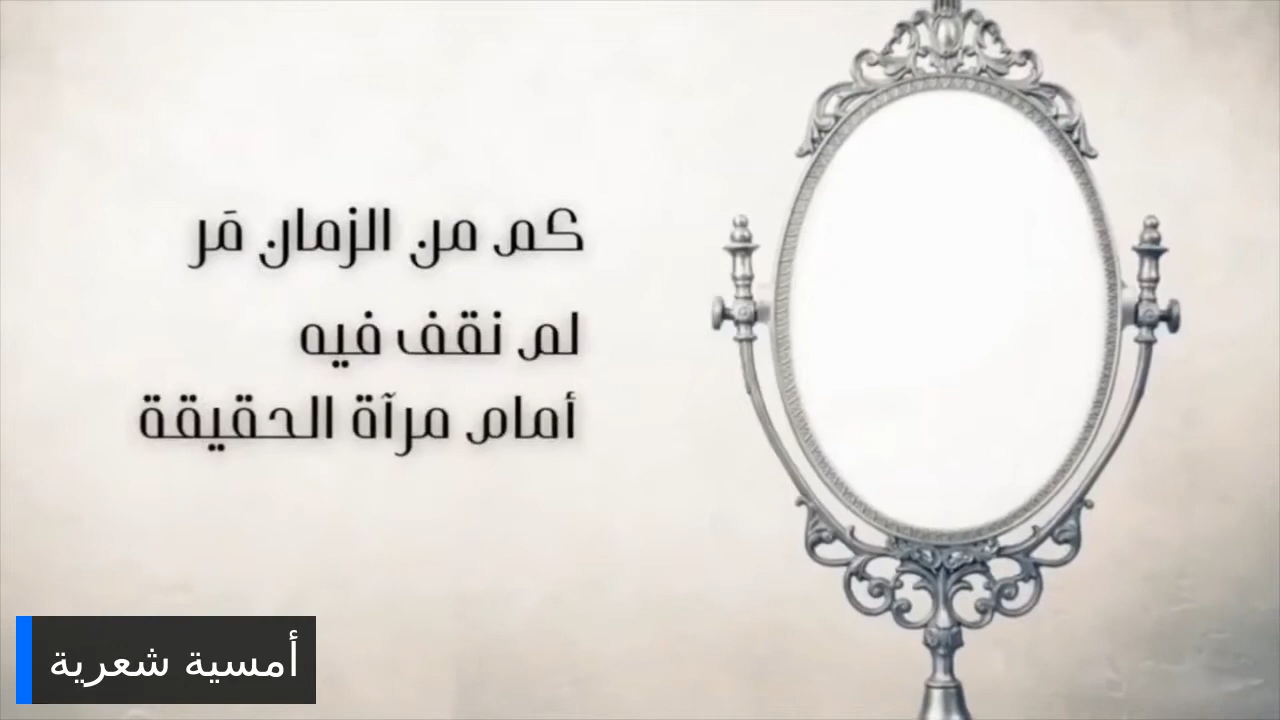 كم من الزمان مَر
لم نقف فيه
أمام مرآة الحقيقة
أمسية شعرية